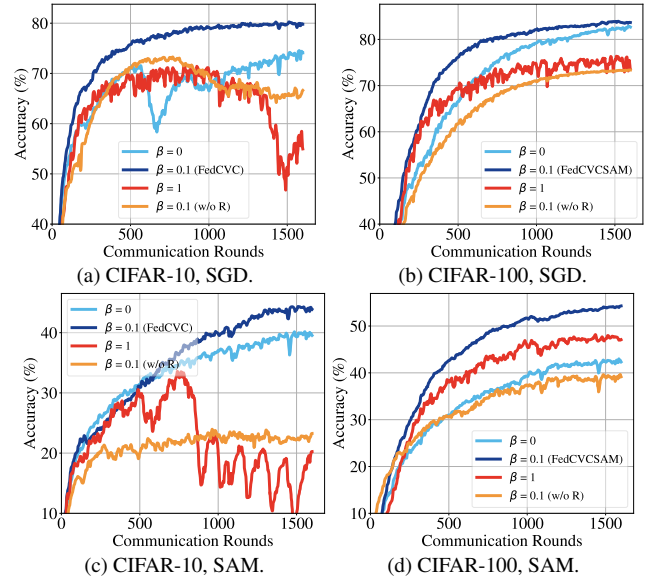 80
70
60
50
40
Accuracy (%)
β = 0
β = 0.1 (FedCVC)
β = 1
β = 0.1 (w/o R)
0 500 1000 1500
Communication Rounds
(a) CIFAR-10, SGD.
90
80
70
60
50
40
Accuracy (%)
β = 0
β = 0.1 (FedCVCSAM)
β = 1
β = 0.1 (w/o R)
0 500 1000 1500
Communication Rounds
(b) CIFAR-100, SGD.
40
30
20
10
Accuracy (%)
β = 0
β = 0.1 (FedCVC)
β = 1
β = 0.1 (w/o R)
0 500 1000 1500
Communication Rounds
(c) CIFAR-10, SAM.
50
40
30
20
10
Accuracy (%)
β = 0
β = 0.1 (FedCVCSAM)
β = 1
β = 0.1 (w/o R)
0 500 1000 1500
Communication Rounds
(d) CIFAR-100, SAM.